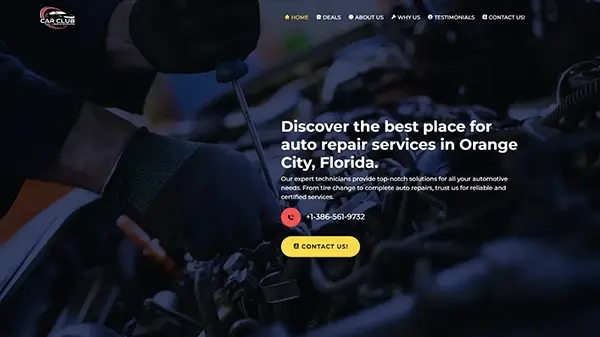 CAR CLUB
HOME DEALS ABOUT US WHY US TESTIMONIALS CONTACT US!
Discover the best place for
auto repair services in Orange
City, Florida.
Our expert technicians provide top-notch solutions for all your automotive
needs. From tire change to complete auto repairs, trust us for reliable and
certified services.
+1-386-561-9732
CONTACT US!